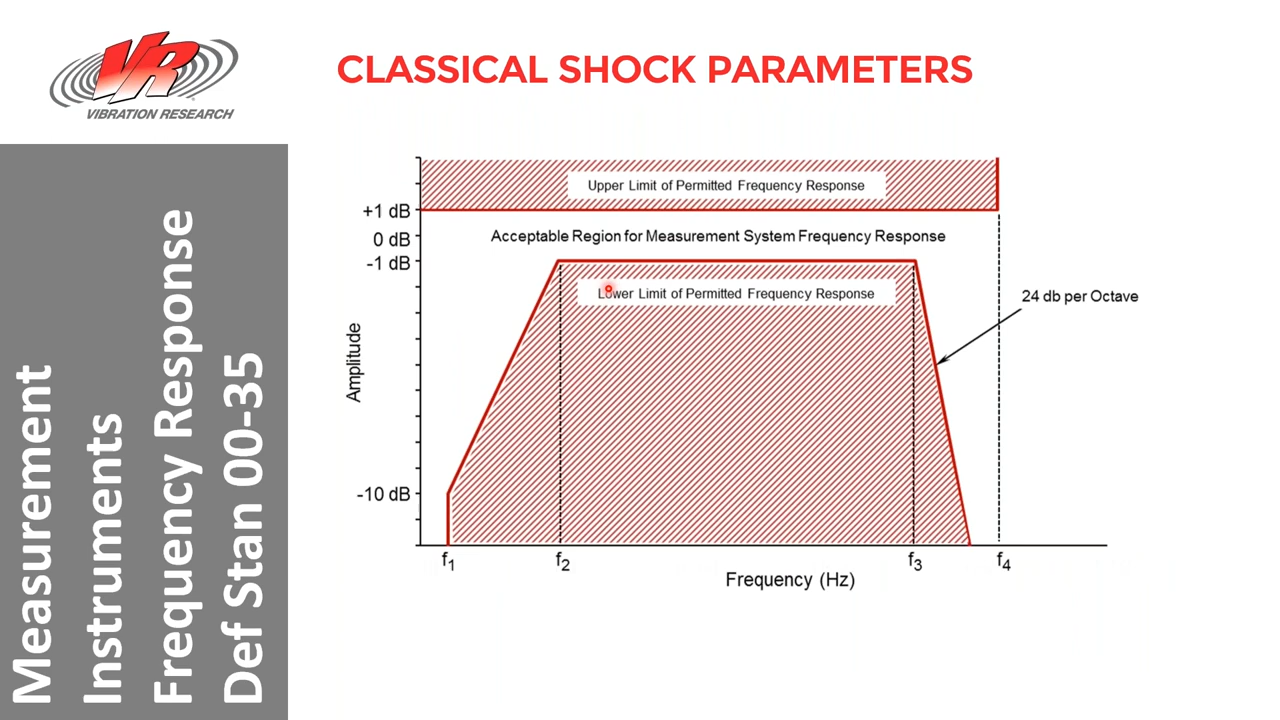 VR
VIBRATION RESEARCH
CLASSICAL SHOCK PARAMETERS
Measurement
Instruments
Frequency Response
Def Stan 00-35
Upper Limit of Permitted Frequency Response
+1 dB
Acceptable Region for Measurement System Frequency Response
0 dB
-1 dB
Lower Limit of Permitted Frequency Response
24 db per Octave
Amplitude
-10 dB
f1
f2
f3
f4
Frequency (Hz)